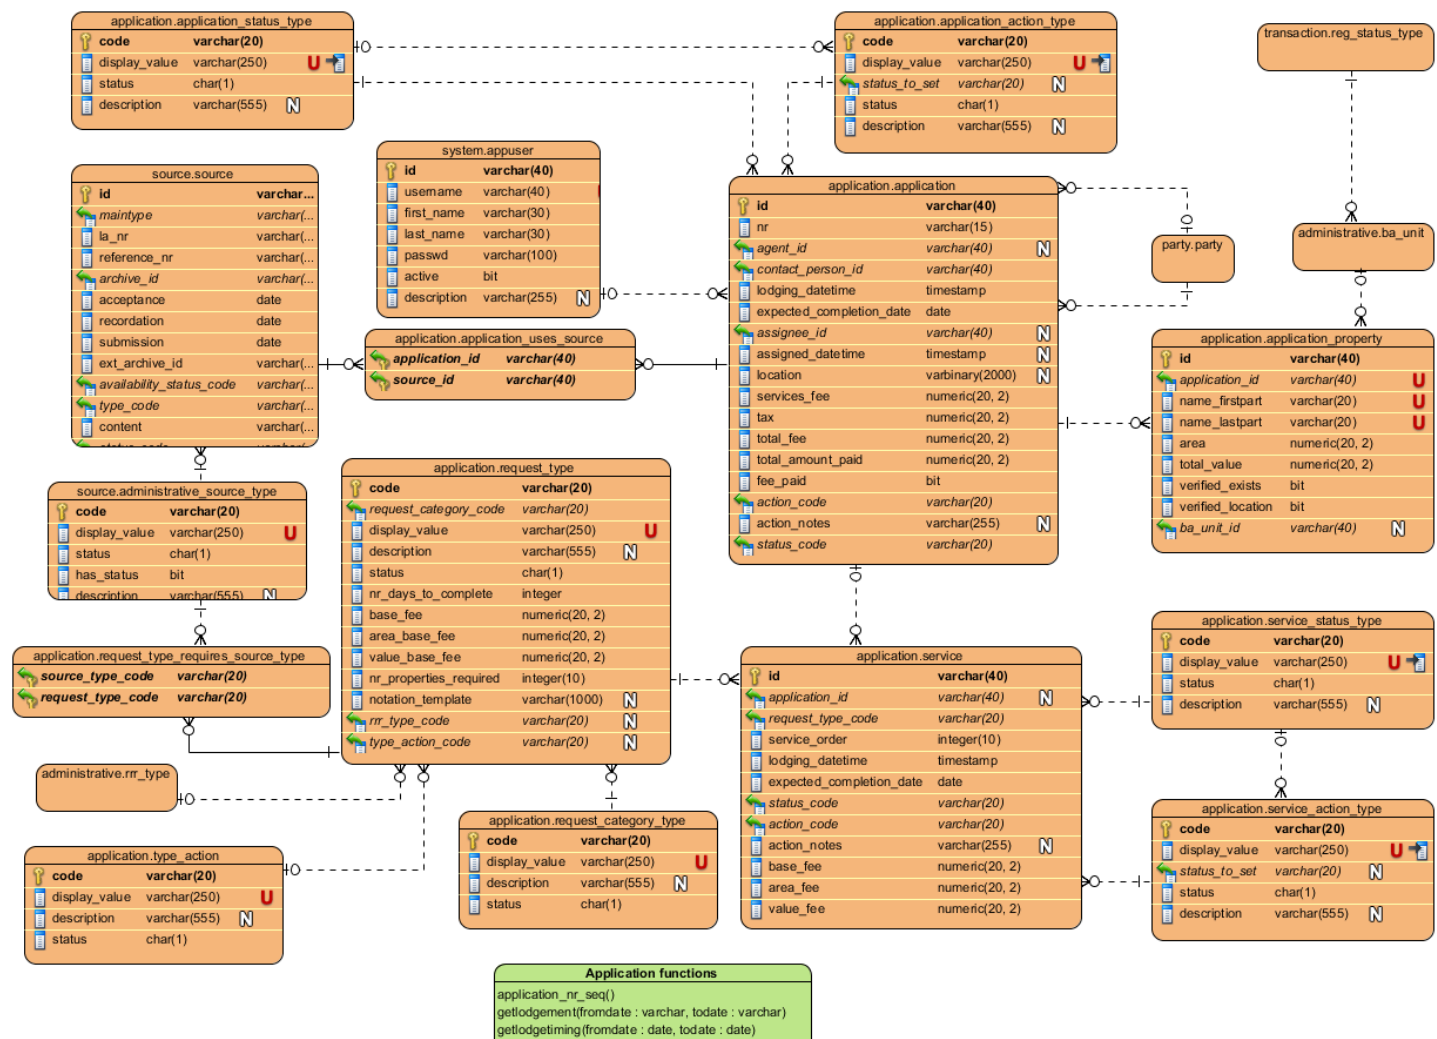 application.application_status_type
code varchar(20)
display_value varchar(250) U
status char(1)
description varchar(555) N
application.application_action_type
code varchar(20)
display_value varchar(250) U
status_to_set varchar(20) N
status char(1)
description varchar(555) N
transaction.reg_status_type
system.appuser
id varchar(40)
username varchar(40)
first_name varchar(30)
last_name varchar(30)
passwd varchar(100)
active bit
description varchar(255) N
source.source
id varchar...
maintype varchar(...
la_nr varchar(...
reference_nr varchar(...
archive_id varchar(...
acceptance date
recordation date
submission date
ext_archive_id varchar(...
availability_status_code varchar(...
type_code varchar(...
content varchar(...
status_code varchar(...
application.application
id varchar(40)
nr varchar(15)
agent_id varchar(40) N
contact_person_id varchar(40)
lodging_datetime timestamp
expected_completion_date date
assignee_id varchar(40) N
assigned_datetime timestamp N
location varbinary(2000) N
services_fee numeric(20, 2)
tax numeric(20, 2)
total_fee numeric(20, 2)
total_amount_paid numeric(20, 2)
fee_paid bit
action_code varchar(20)
action_notes varchar(255) N
status_code varchar(20)
party.party
administrative.ba_unit
application.application_uses_source
application_id varchar(40)
source_id varchar(40)
application.application_property
id varchar(40)
application_id varchar(40) U
name_firstpart varchar(20) U
name_lastpart varchar(20) U
area numeric(20, 2)
total_value numeric(20, 2)
verified_exists bit
verified_location bit
ba_unit_id varchar(40) N
source.administrative_source_type
code varchar(20)
display_value varchar(250) U
status char(1)
has_status bit
description varchar(555) N
application.request_type
code varchar(20)
request_category_code varchar(20)
display_value varchar(250) U
description varchar(555) N
status char(1)
nr_days_to_complete integer
base_fee numeric(20, 2)
area_base_fee numeric(20, 2)
value_base_fee numeric(20, 2)
nr_properties_required integer(10)
notation_template varchar(1000) N
rrr_type_code varchar(20) N
type_action_code varchar(20) N
application.request_type_requires_source_type
source_type_code varchar(20)
request_type_code varchar(20)
application.service
id varchar(40)
application_id varchar(40) N
request_type_code varchar(20)
service_order integer(10)
lodging_datetime timestamp
expected_completion_date date
status_code varchar(20)
action_code varchar(20)
action_notes varchar(255) N
base_fee numeric(20, 2)
area_fee numeric(20, 2)
value_fee numeric(20, 2)
application.service_status_type
code varchar(20)
display_value varchar(250) U
status char(1)
description varchar(555) N
administrative.rrr_type
application.type_action
code varchar(20)
display_value varchar(250) U
description varchar(555) N
status char(1)
application.request_category_type
code varchar(20)
display_value varchar(250) U
description varchar(555) N
status char(1)
application.service_action_type
code varchar(20)
display_value varchar(250) U
status_to_set varchar(20) N
status char(1)
description varchar(555) N
Application functions
application_nr_seq()
getlodgement(fromdate : varchar, todate : varchar)
getlodgetiming(fromdate : date, todate : date)